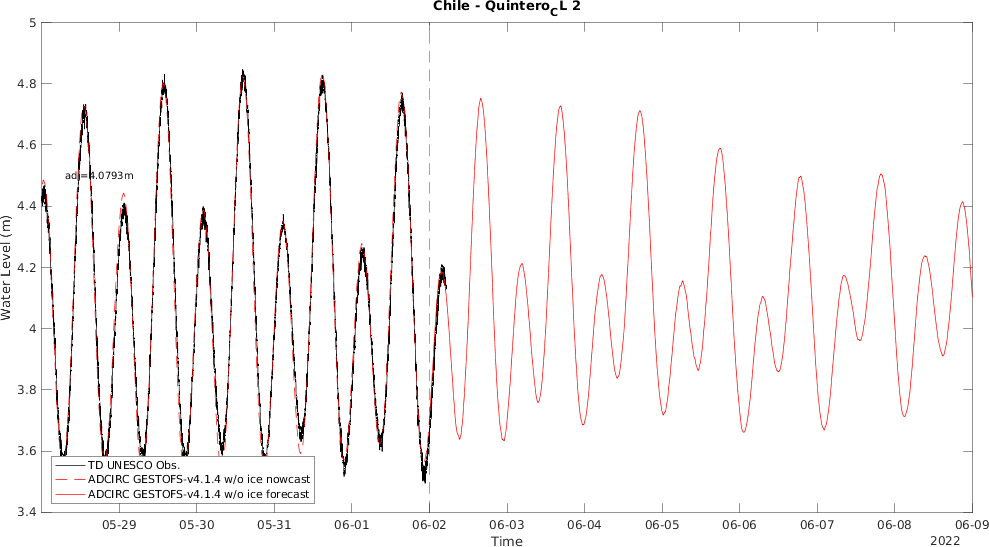 Chile - Quintero_CL 2
5
4.8
4.6
4.4
4.2
4
3.8
3.6
3.4
Water Level (m)
adj=4.0793m
TD UNESCO Obs.
ADCIRC GESTOFS-v4.1.4 w/o ice nowcast
ADCIRC GESTOFS-v4.1.4 w/o ice forecast
05-29 05-30 05-31 06-01 06-02 06-03 06-04 06-05 06-06 06-07 06-08 06-09
Time
2022